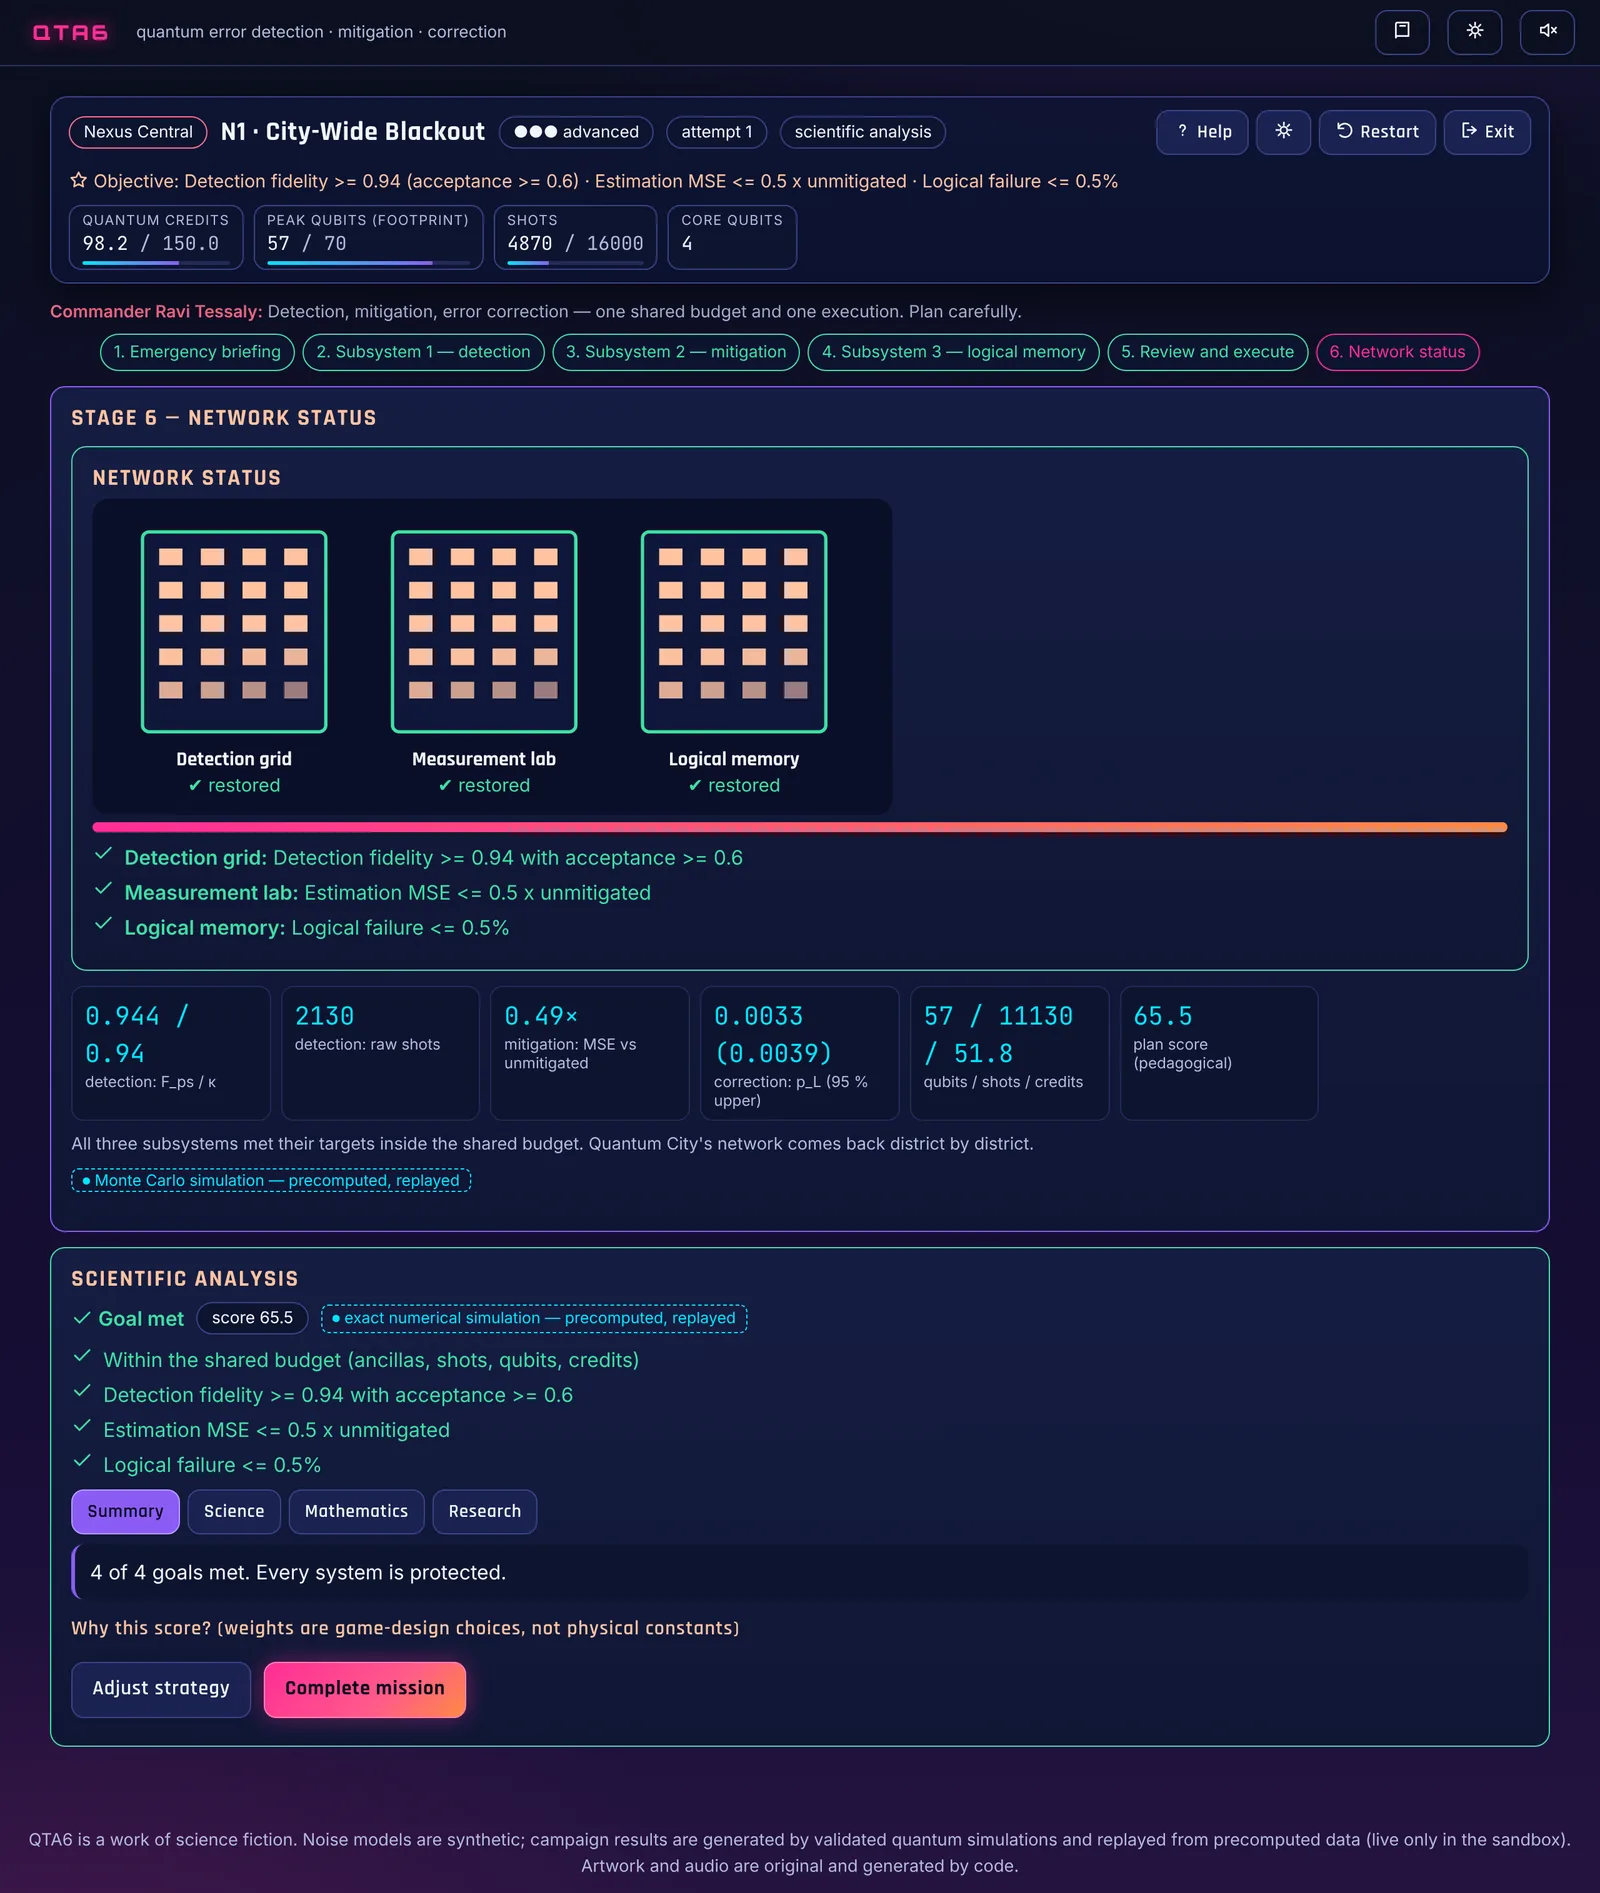 QTA6 quantum error detection · mitigation · correction
Nexus Central N1 · City-Wide Blackout ●●● advanced attempt 1 scientific analysis ? Help Restart Exit
Objective: Detection fidelity >= 0.94 (acceptance >= 0.6) · Estimation MSE <= 0.5 x unmitigated · Logical failure <= 0.5%
QUANTUM CREDITS PEAK QUBITS (FOOTPRINT) SHOTS CORE QUBITS
98.2 / 150.0 57 / 70 4870 / 16000 4
Commander Ravi Tessaly: Detection, mitigation, error correction — one shared budget and one execution. Plan carefully.
1. Emergency briefing 2. Subsystem 1 — detection 3. Subsystem 2 — mitigation 4. Subsystem 3 — logical memory 5. Review and execute 6. Network status
STAGE 6 — NETWORK STATUS
NETWORK STATUS
Detection grid Measurement lab Logical memory
✔ restored ✔ restored ✔ restored
✓ Detection grid: Detection fidelity >= 0.94 with acceptance >= 0.6
✓ Measurement lab: Estimation MSE <= 0.5 x unmitigated
✓ Logical memory: Logical failure <= 0.5%
0.944 /
0.94
detection: F_ps / κ
2130
detection: raw shots
0.49×
mitigation: MSE vs
unmitigated
0.0033
(0.0039)
correction: p_L (95 %
upper)
57 / 11130
/ 51.8
qubits / shots / credits
65.5
plan score
(pedagogical)
All three subsystems met their targets inside the shared budget. Quantum City's network comes back district by district.
● Monte Carlo simulation — precomputed, replayed
SCIENTIFIC ANALYSIS
✓ Goal met score 65.5 ● exact numerical simulation — precomputed, replayed
✓ Within the shared budget (ancillas, shots, qubits, credits)
✓ Detection fidelity >= 0.94 with acceptance >= 0.6
✓ Estimation MSE <= 0.5 x unmitigated
✓ Logical failure <= 0.5%
Summary Science Mathematics Research
4 of 4 goals met. Every system is protected.
Why this score? (weights are game-design choices, not physical constants)
Adjust strategy Complete mission
QTA6 is a work of science fiction. Noise models are synthetic; campaign results are generated by validated quantum simulations and replayed from precomputed data (live only in the sandbox).
Artwork and audio are original and generated by code.